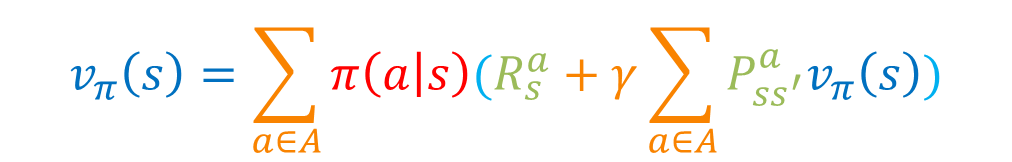 v_π(s) = ∑_{a∈A} π(a|s)(R_s^a + γ ∑_{a∈A} P_{ss′}^a v_π(s))